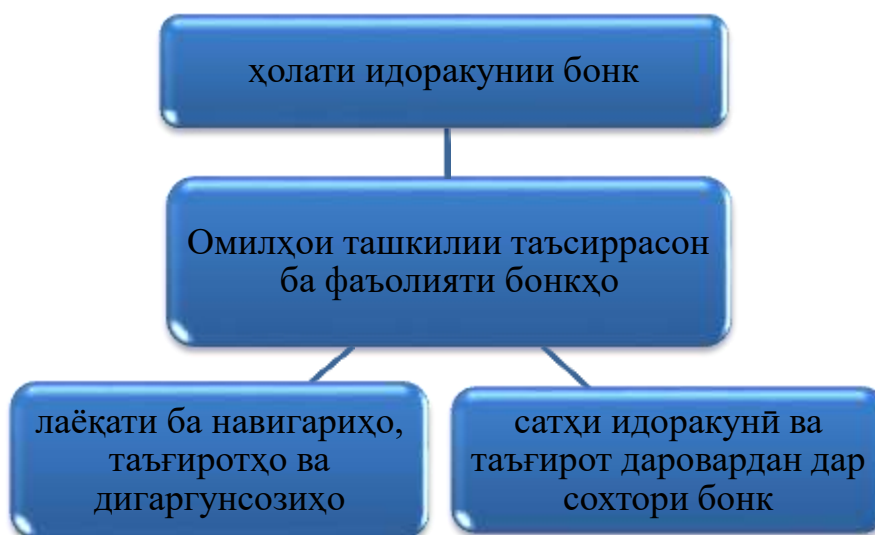 ҳолати идоракунии бонк
Омилҳои ташкилии таъсиррасон
ба фаъолияти бонкҳо
лаёқати ба навигариҳо,
таъғиротҳо ва
дигаргунсозиҳо
сатҳи идоракунӣ ва
таъғирот даровардан дар
сохтори бонк